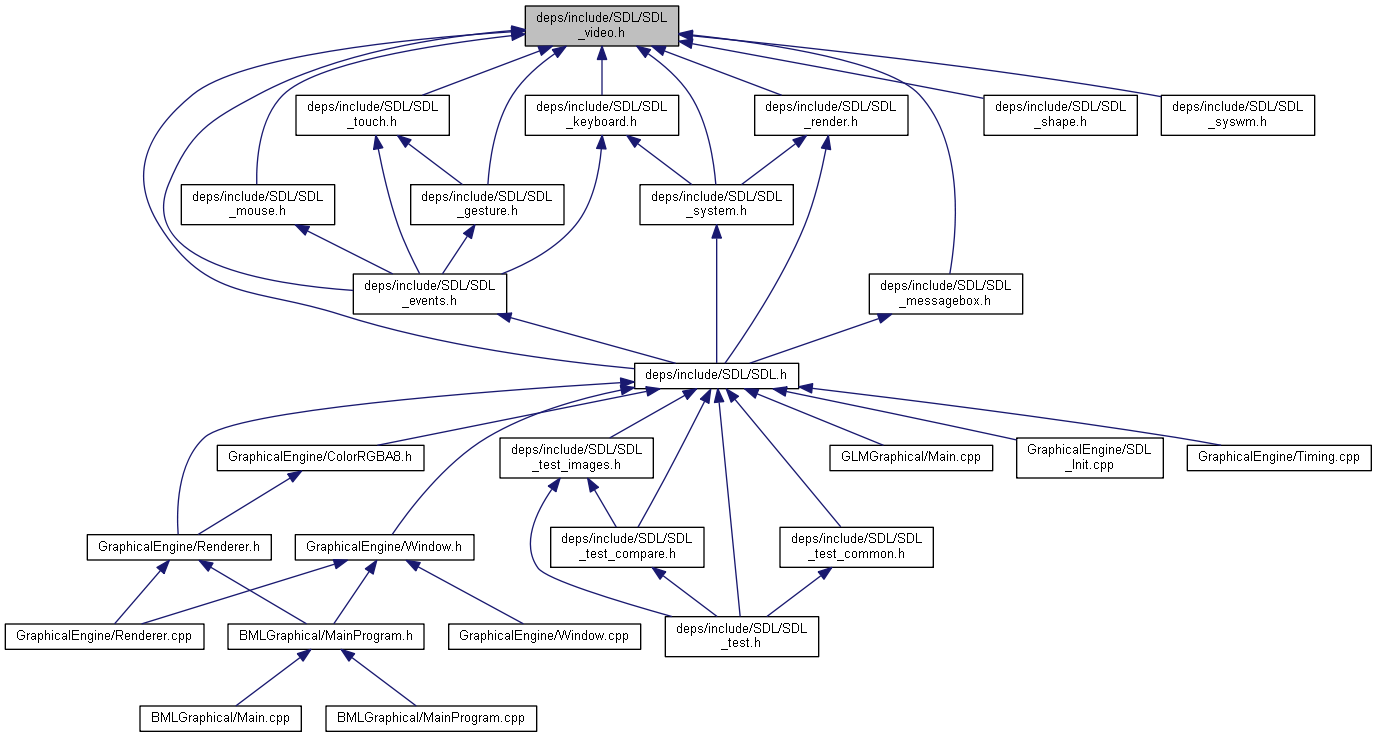 deps/include/SDL/SDL
_video.h
deps/include/SDL/SDL
_touch.h
deps/include/SDL/SDL
_keyboard.h
deps/include/SDL/SDL
_render.h
deps/include/SDL/SDL
_shape.h
deps/include/SDL/SDL
_syswm.h
deps/include/SDL/SDL
_mouse.h
deps/include/SDL/SDL
_gesture.h
deps/include/SDL/SDL
_system.h
deps/include/SDL/SDL
_events.h
deps/include/SDL/SDL
_messagebox.h
deps/include/SDL/SDL.h
GraphicalEngine/ColorRGBA8.h
deps/include/SDL/SDL
_test_images.h
GLMGraphical/Main.cpp
GraphicalEngine/SDL
_Init.cpp
GraphicalEngine/Timing.cpp
GraphicalEngine/Renderer.h
GraphicalEngine/Window.h
deps/include/SDL/SDL
_test_compare.h
deps/include/SDL/SDL
_test_common.h
GraphicalEngine/Renderer.cpp
BMLGraphical/MainProgram.h
GraphicalEngine/Window.cpp
deps/include/SDL/SDL
_test.h
BMLGraphical/Main.cpp
BMLGraphical/MainProgram.cpp